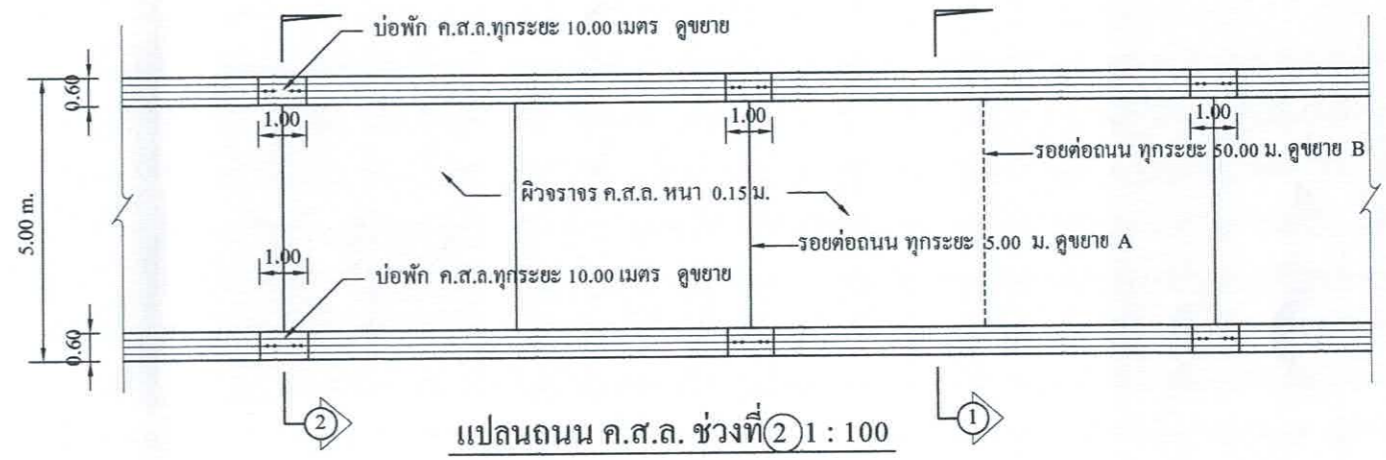 บ่อพัก ค.ส.ล.ทุกระยะ 10.00 เมตร ดูขยาย
0.60
1.00
1.00
1.00
รอยต่อถนน ทุกระยะ 50.00 ม. ดูขยาย B
ผิวจราจร ค.ส.ล. หนา 0.15 ม.
5.00 m.
รอยต่อถนน ทุกระยะ 5.00 ม. ดูขยาย A
1.00
บ่อพัก ค.ส.ล.ทุกระยะ 10.00 เมตร ดูขยาย
0.60
2
1
แปลนถนน ค.ส.ล. ช่วงที่ 2 1 : 100